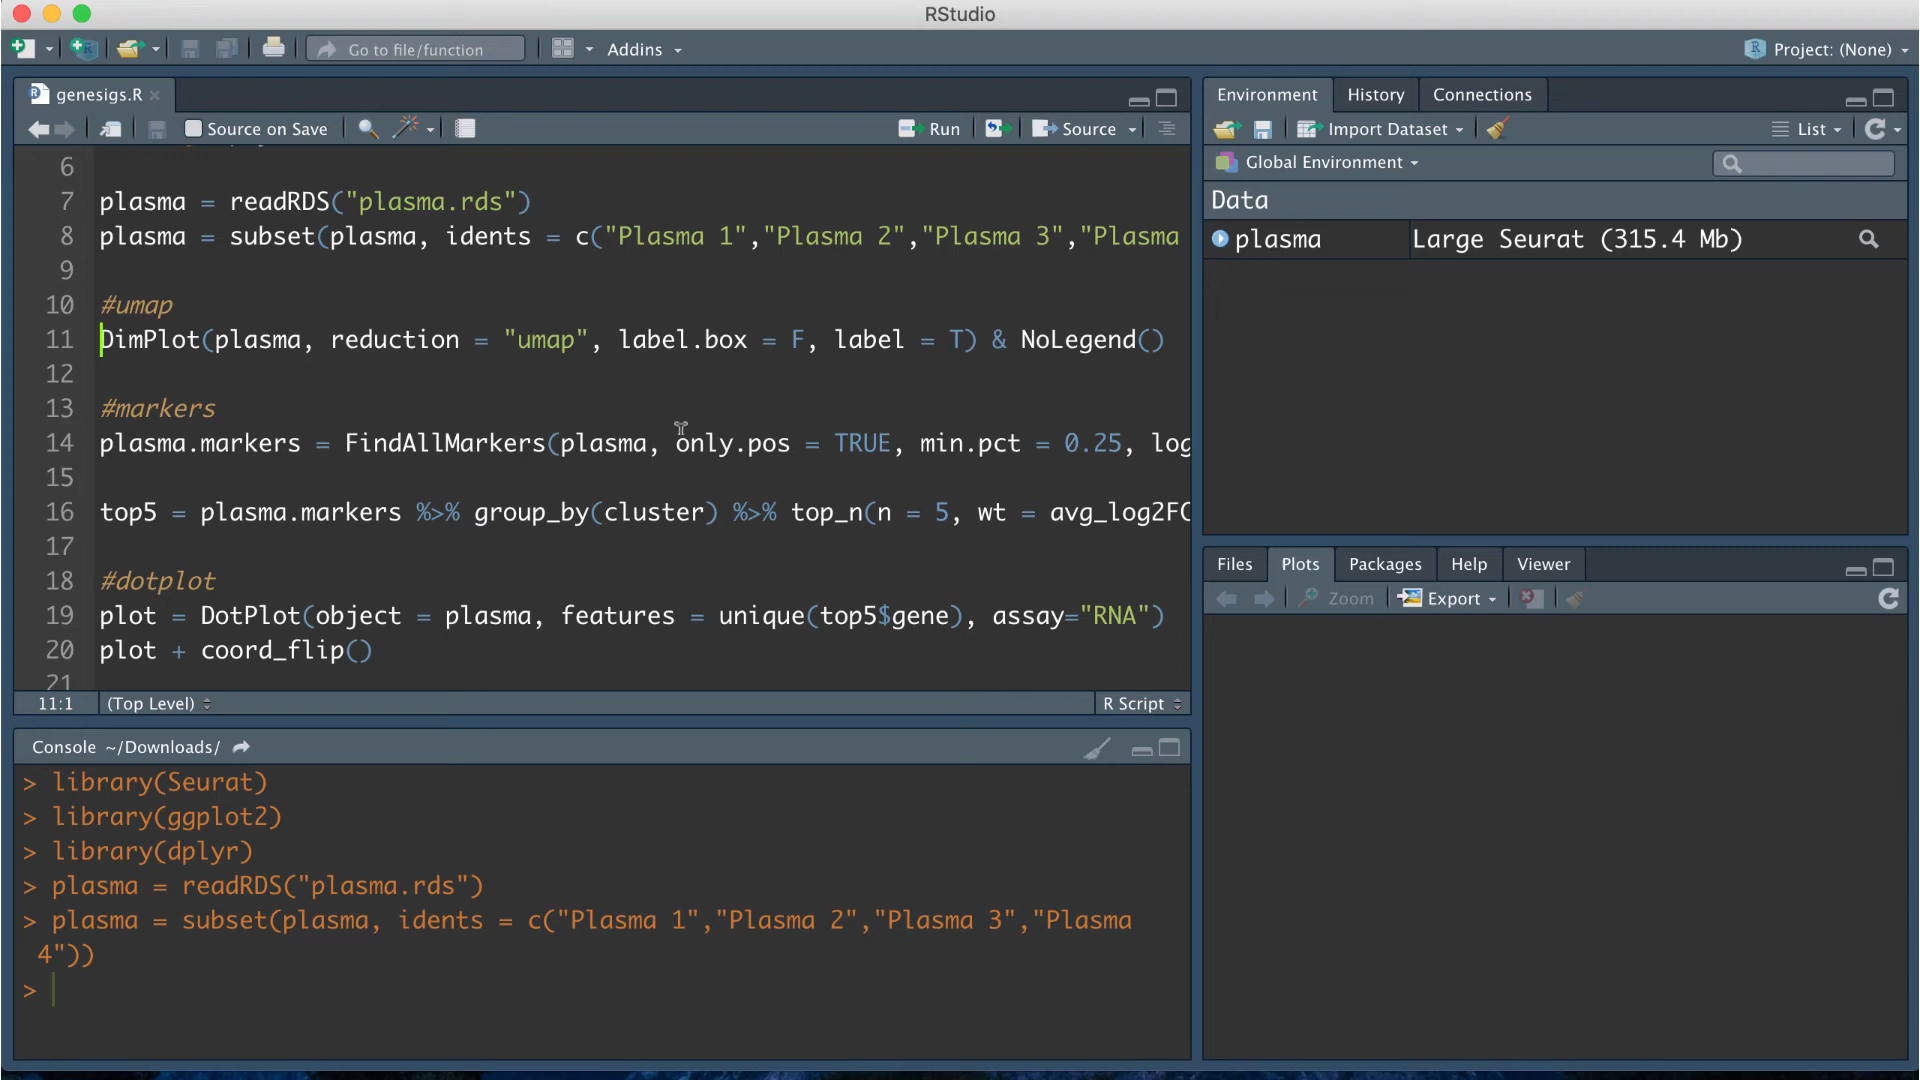 RStudio
Go to file/function
Addins
Project: (None)
genesigs.R
Source on Save
Run
Source
6
7 plasma = readRDS("plasma.rds")
8 plasma = subset(plasma, idents = c("Plasma 1","Plasma 2","Plasma 3","Plasma
9
10 #umap
11 DimPlot(plasma, reduction = "umap", label.box = F, label = T) & NoLegend()
12
13 #markers
14 plasma.markers = FindAllMarkers(plasma, only.pos = TRUE, min.pct = 0.25, log
15
16 top5 = plasma.markers %>% group_by(cluster) %>% top_n(n = 5, wt = avg_log2FC
17
18 #dotplot
19 plot = DotPlot(object = plasma, features = unique(top5$gene), assay="RNA")
20 plot + coord_flip()
21
11:1 (Top Level) R Script
Console ~/Downloads/
> library(Seurat)
> library(ggplot2)
> library(dplyr)
> plasma = readRDS("plasma.rds")
> plasma = subset(plasma, idents = c("Plasma 1","Plasma 2","Plasma 3","Plasma
4"))
>
Environment History Connections
Import Dataset List
Global Environment
Data
plasma Large Seurat (315.4 Mb)
Files Plots Packages Help Viewer
Zoom Export